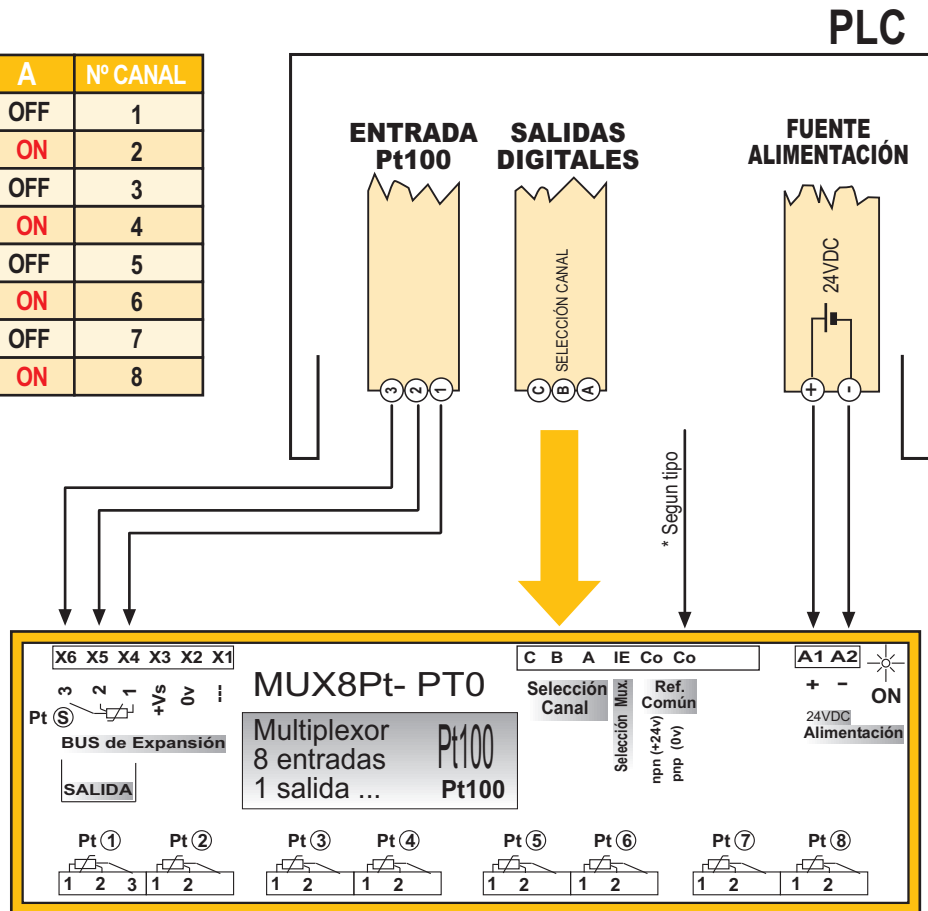 PLC
A Nº CANAL
OFF 1
ON 2
OFF 3
ON 4
OFF 5
ON 6
OFF 7
ON 8
ENTRADA
Pt100
SALIDAS
DIGITALES
FUENTE
ALIMENTACIÓN
SELECCIÓN CANAL
24VDC
3 2 1
C B A
+ -
* Segun tipo
X6 X5 X4 X3 X2 X1
3 2 1 +Vs 0v ---
Pt S
BUS de Expansión
SALIDA
MUX8Pt- PT0
Multiplexor
8 entradas
1 salida ...
Pt100
Pt100
C B A IE Co Co
Selección
Canal
Selección Mux.
Ref.
Común
npn (+24v)
pnp (0v)
A1 A2
+ -
ON
24VDC
Alimentación
Pt 1 Pt 2 Pt 3 Pt 4 Pt 5 Pt 6 Pt 7 Pt 8
1 2 3 1 2 1 2 1 2 1 2 1 2 1 2 1 2